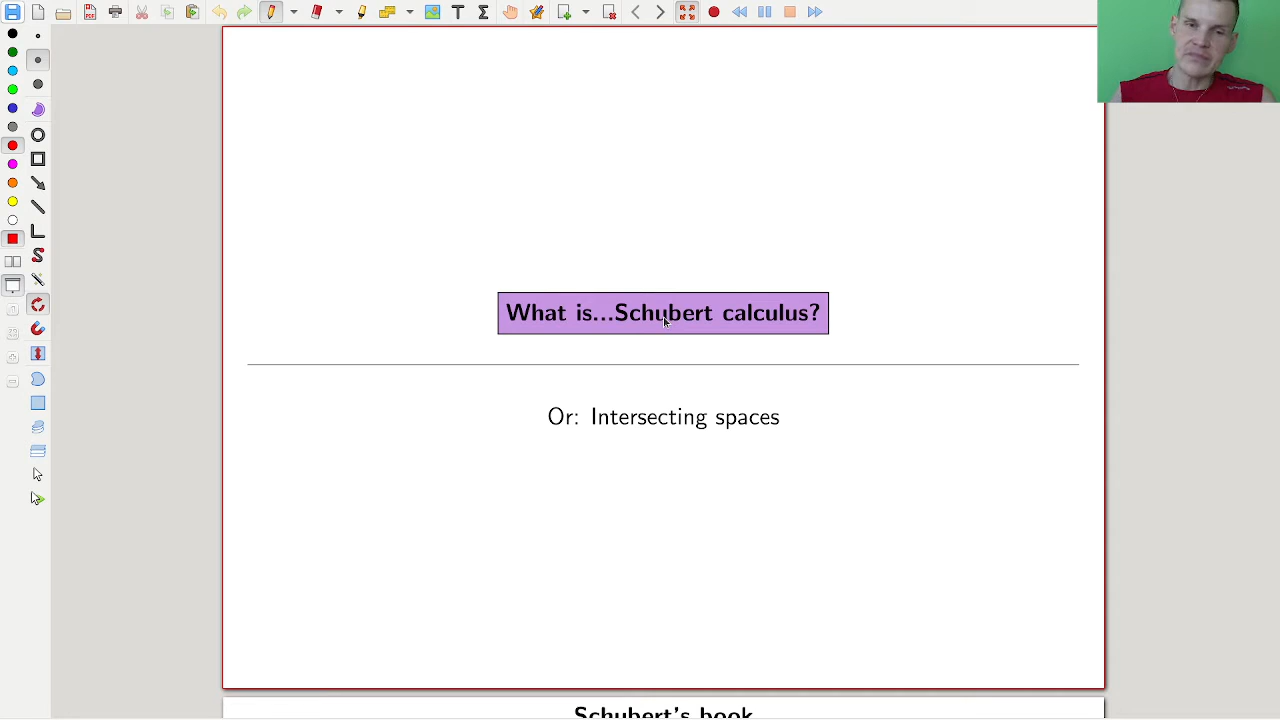 What is...Schubert calculus?
Or: Intersecting spaces
Schubert's book